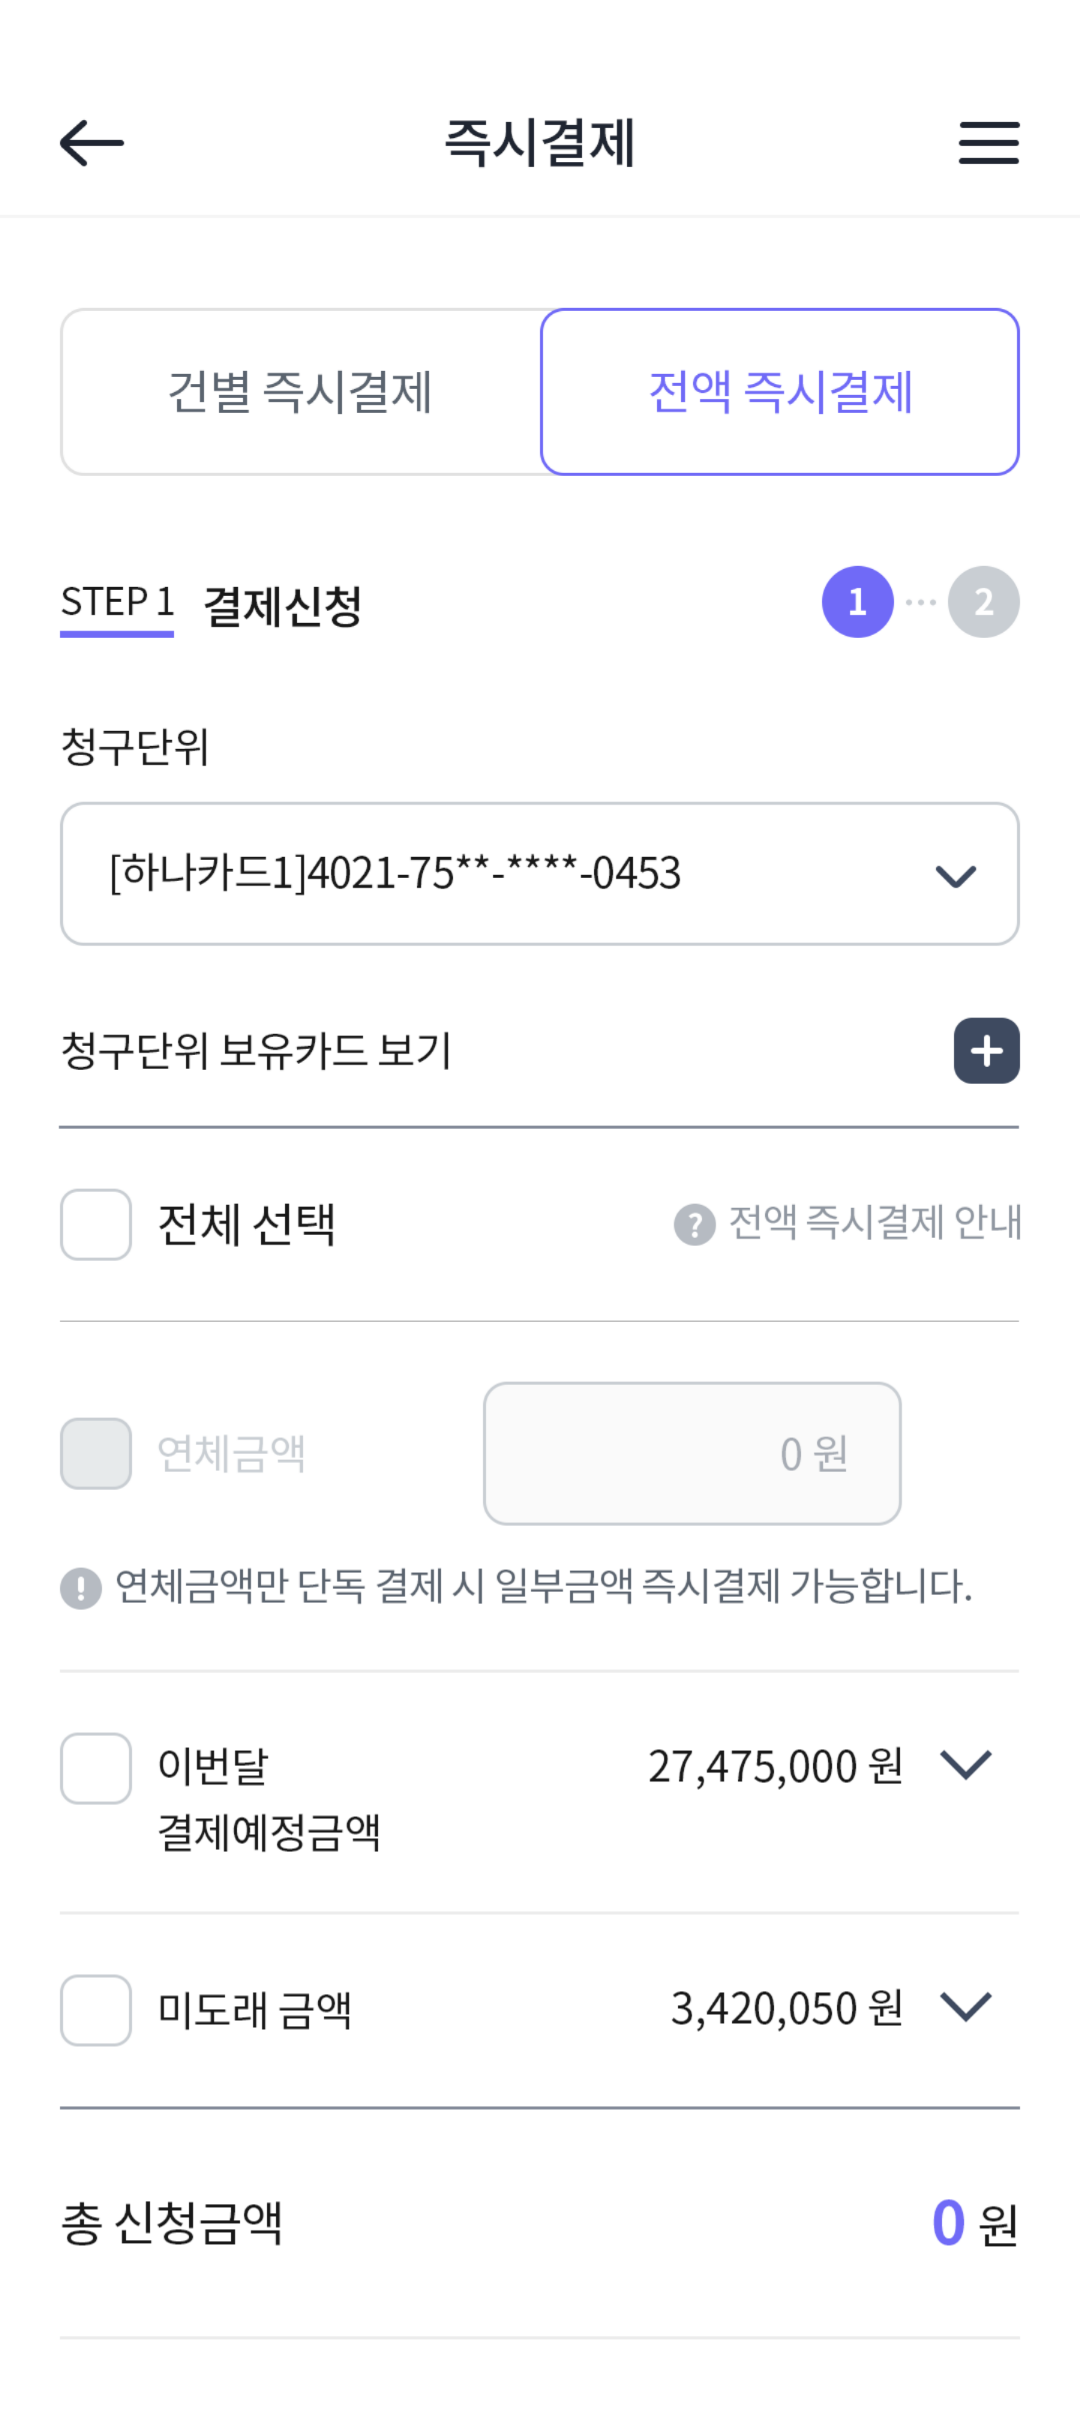 즉시결제
건별 즉시결제
전액 즉시결제
STEP 1 결제신청
1 ··· 2
청구단위
[하나카드1]4021-75**-****-0453
청구단위 보유카드 보기
전체 선택
? 전액 즉시결제 안내
연체금액
0 원
! 연체금액만 단독 결제 시 일부금액 즉시결제 가능합니다.
이번달
결제예정금액
27,475,000 원
미도래 금액
3,420,050 원
총 신청금액
0 원